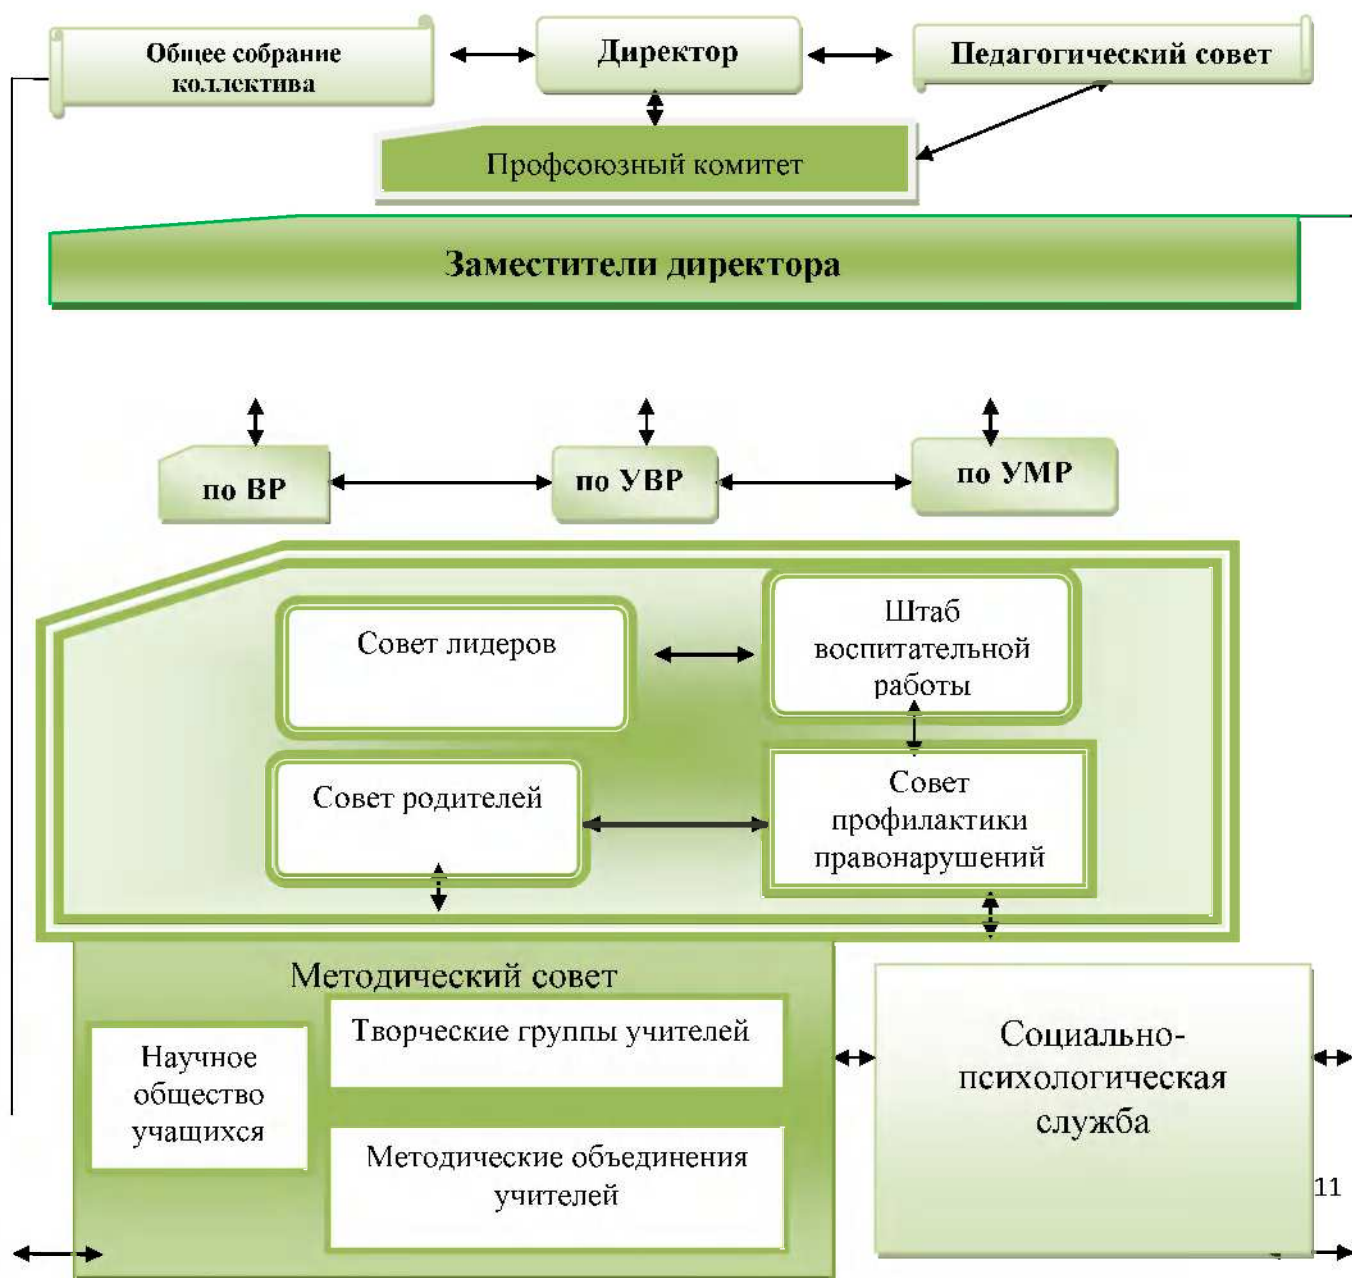 Общее собрание
коллектива
Директор
Педагогический совет
Профсоюзный комитет
Заместители директора
по ВР
по УВР
по УМР
Совет лидеров
Штаб
воспитательной
работы
Совет родителей
Совет
профилактики
правонарушений
Методический совет
Творческие группы учителей
Научное
общество
учащихся
Методические объединения
учителей
Социально-
психологическая
служба
11